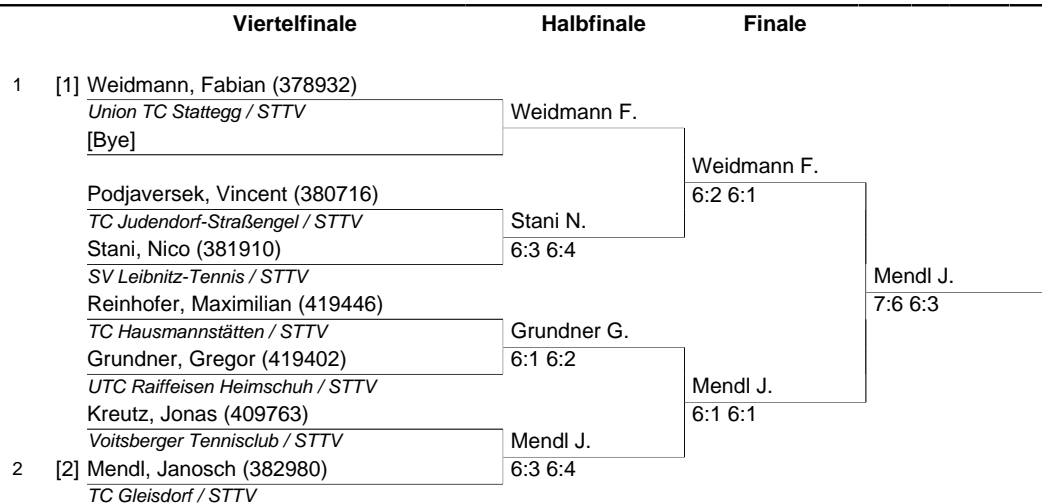 Viertelfinale Halbfinale Finale
1 [1] Weidmann, Fabian (378932)
Union TC Stattegg / STTV Weidmann F.
[Bye]
Weidmann F.
Podjaversek, Vincent (380716) 6:2 6:1
TC Judendorf-Straßengel / STTV Stani N.
Stani, Nico (381910) 6:3 6:4
SV Leibnitz-Tennis / STTV Mendl J.
Reinhofer, Maximilian (419446) 7:6 6:3
TC Hausmannstätten / STTV Grundner G.
Grundner, Gregor (419402) 6:1 6:2
UTC Raiffeisen Heimschuh / STTV Mendl J.
Kreutz, Jonas (409763) 6:1 6:1
Voitsberger Tennisclub / STTV Mendl J.
2 [2] Mendl, Janosch (382980) 6:3 6:4
TC Gleisdorf / STTV